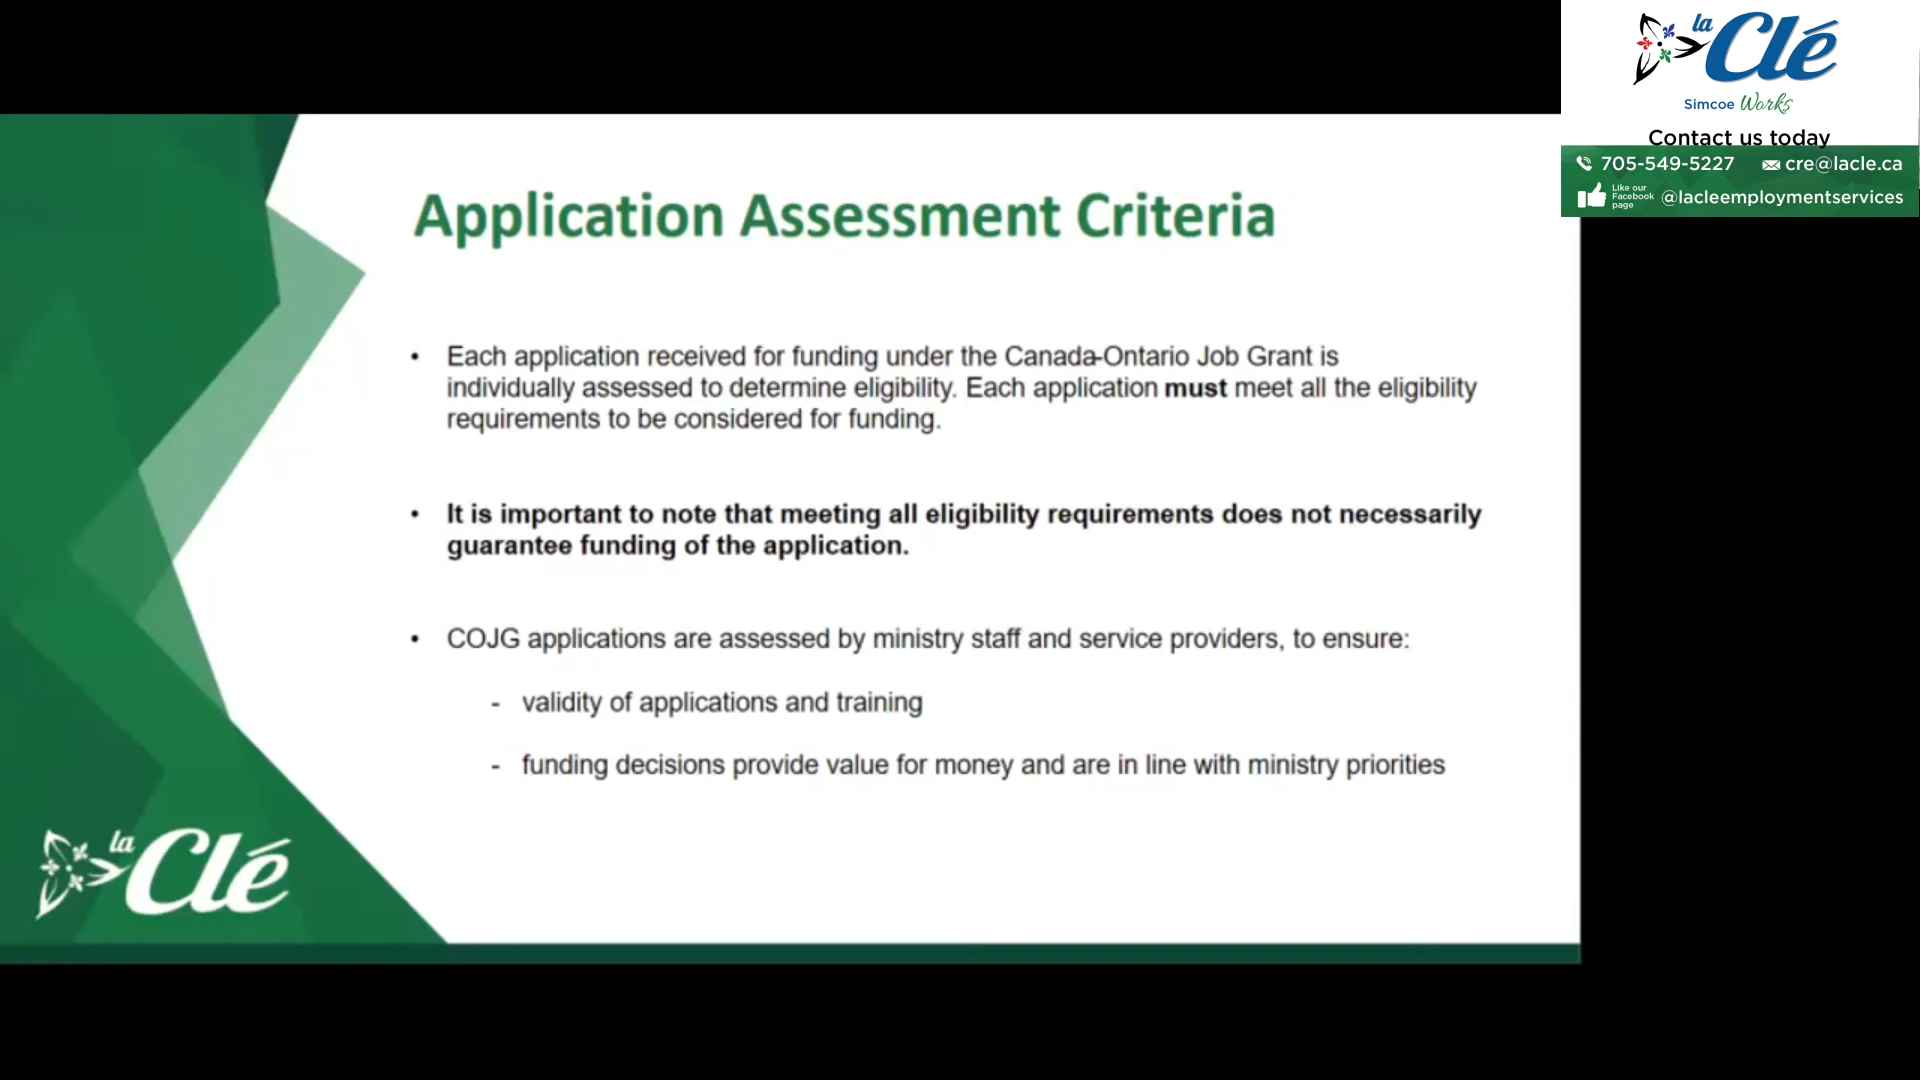 la Clé
Simcoe Works
Contact us today
705-549-5227 cre@lacle.ca
Like our
Facebook
page
@lacleemploymentservices
Application Assessment Criteria
• Each application received for funding under the Canada-Ontario Job Grant is
individually assessed to determine eligibility. Each application must meet all the eligibility
requirements to be considered for funding.
• It is important to note that meeting all eligibility requirements does not necessarily
guarantee funding of the application.
• COJG applications are assessed by ministry staff and service providers, to ensure:
- validity of applications and training
- funding decisions provide value for money and are in line with ministry priorities
la Clé